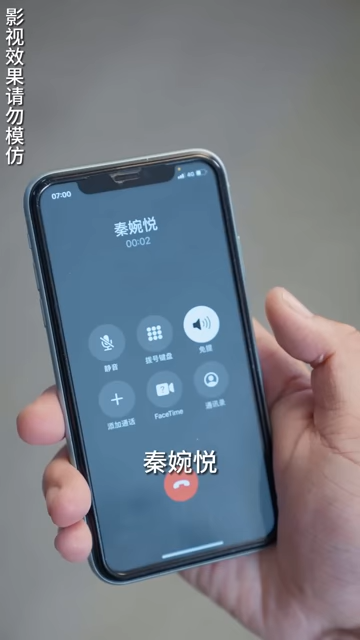 影视效果请勿模仿
07:00
4G
秦婉悦
00:02
静音
拨号键盘
免提
添加通话
FaceTime
通讯录
秦婉悦